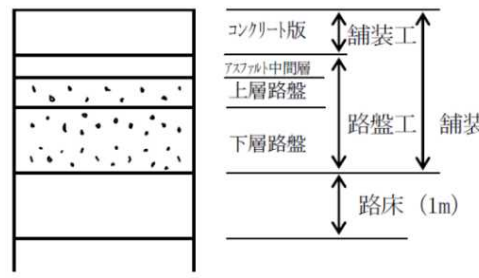 コンクリート版
舗装工
アスファルト中間層
上層路盤
路盤工
舗装
下層路盤
路床（1m）